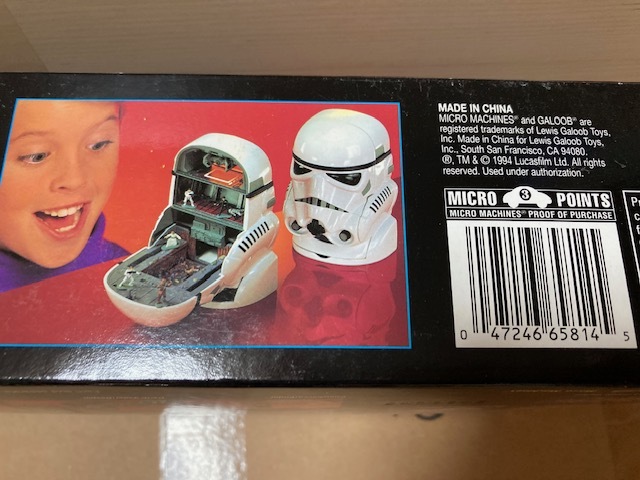 MADE IN CHINA
MICRO MACHINES® and GALOOB® are
registered trademarks of Lewis Galoob Toys,
Inc. Made in China for Lewis Galoob Toys,
Inc., South San Francisco, CA 94080.
®, TM & © 1994 Lucasfilm Ltd. All rights
reserved. Used under authorization.
MICRO 3 POINTS
MICRO MACHINES® PROOF OF PURCHASE
0 47246 65814 5